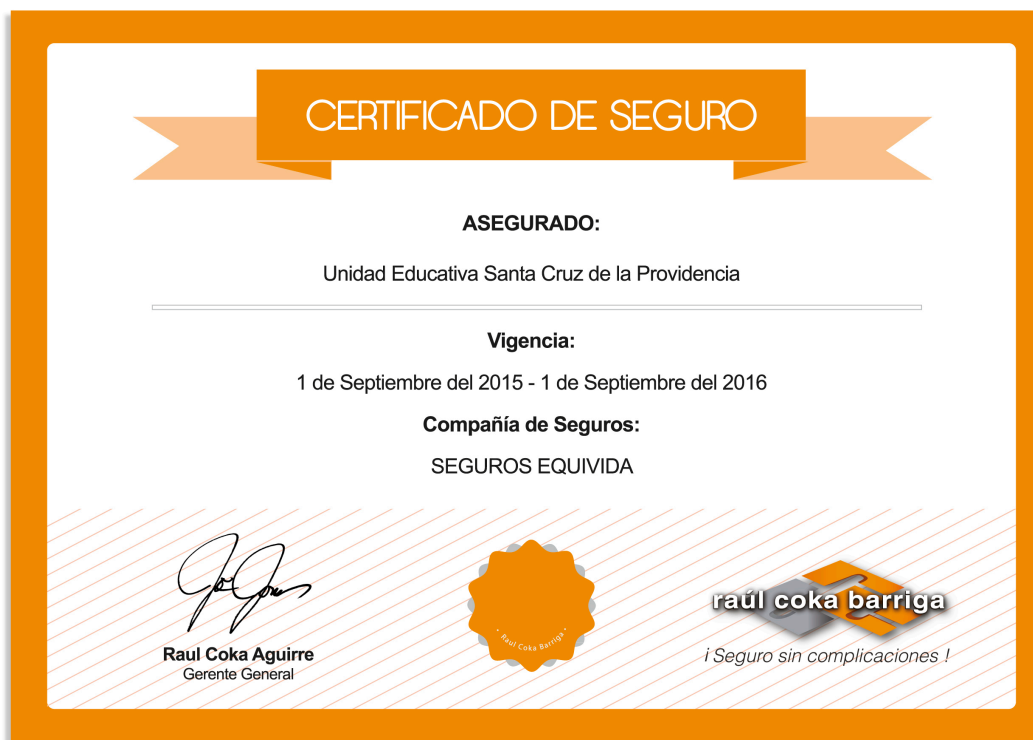 CERTIFICADO DE SEGURO
ASEGURADO:
Unidad Educativa Santa Cruz de la Providencia
Vigencia:
1 de Septiembre del 2015 - 1 de Septiembre del 2016
Compañía de Seguros:
SEGUROS EQUIVIDA
Raul Coka Aguirre
Gerente General
• Raul Coka Barriga •
raúl coka barriga
¡ Seguro sin complicaciones !